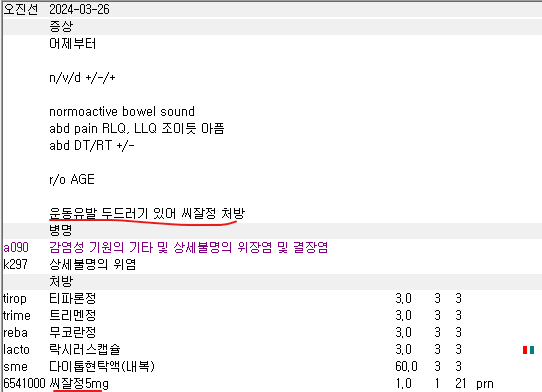 오진선 2024-03-26
증상
어제부터
n/v/d +/-/+
normoactive bowel sound
abd pain RLQ, LLQ 조이듯 아픔
abd DT/RT +/-
r/o AGE
운동유발 두드러기 있어 씨잘정 처방
병명
a090 감염성 기원의 기타 및 상세불명의 위장염 및 결장염
k297 상세불명의 위염
처방
tirop 티파론정 3.0 3 3
trime 트리멘정 3.0 3 3
reba 무코란정 3.0 3 3
lacto 락시러스캡슐 3.0 3 3
sme 다이톱현탁액(내복) 60.0 3 3
6541000 씨잘정5mg 1.0 1 21 prn